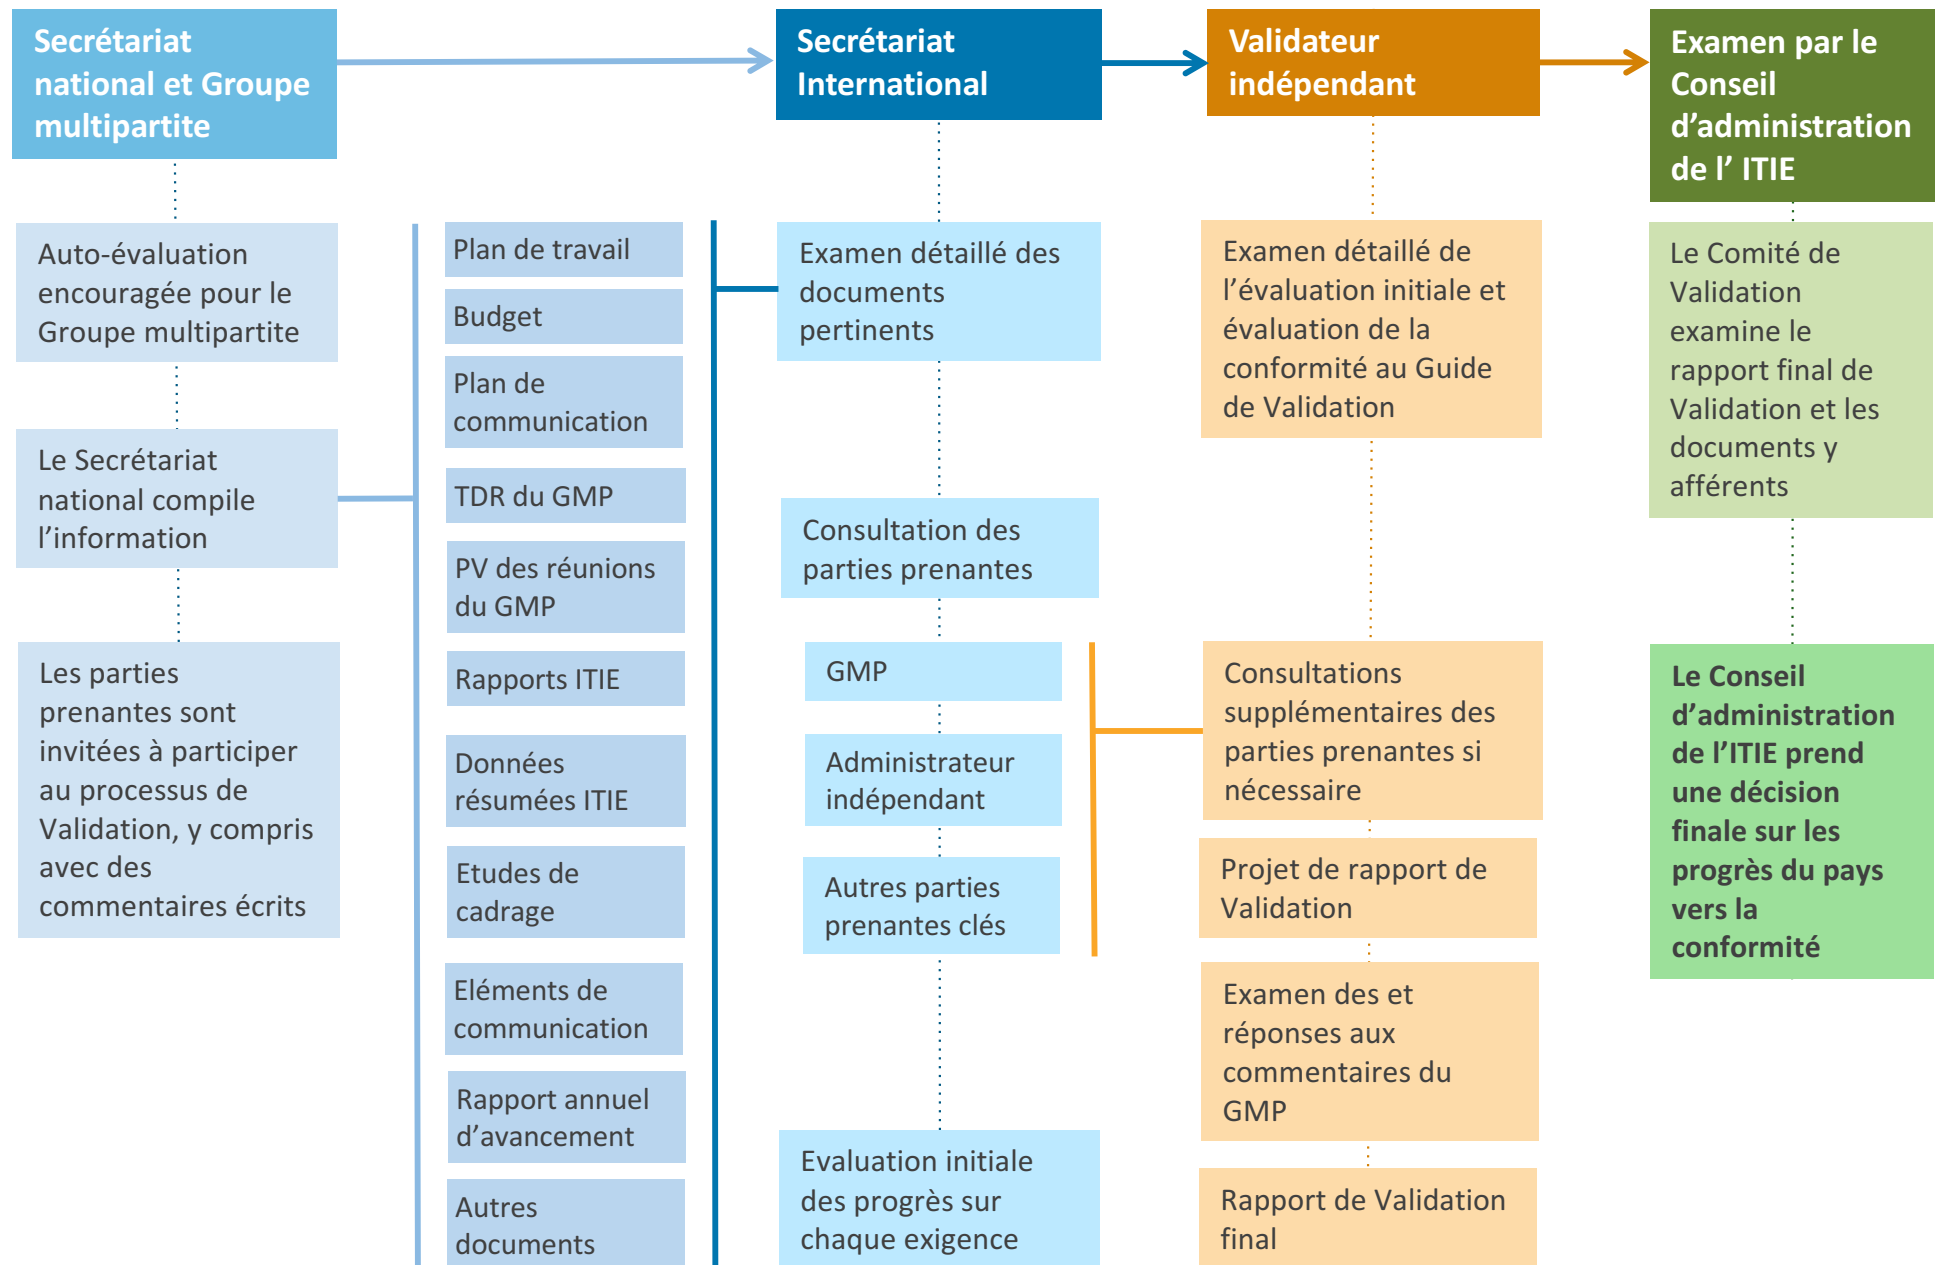 Secrétariat
national et Groupe
multipartite
Secrétariat
International
Validateur
indépendant
Examen par le
Conseil
d’administration
de l’ ITIE
Auto-évaluation
encouragée pour le
Groupe multipartite
Le Secrétariat
national compile
l’information
Les parties
prenantes sont
invitées à participer
au processus de
Validation, y compris
avec des
commentaires écrits
Plan de travail
Budget
Plan de
communication
TDR du GMP
PV des réunions
du GMP
Rapports ITIE
Données
résumées ITIE
Etudes de
cadrage
Eléments de
communication
Rapport annuel
d’avancement
Autres
documents
Examen détaillé des
documents
pertinents
Consultation des
parties prenantes
GMP
Administrateur
indépendant
Autres parties
prenantes clés
Evaluation initiale
des progrès sur
chaque exigence
Examen détaillé de
l’évaluation initiale et
évaluation de la
conformité au Guide
de Validation
Consultations
supplémentaires des
parties prenantes si
nécessaire
Projet de rapport de
Validation
Examen des et
réponses aux
commentaires du
GMP
Rapport de Validation
final
Le Comité de
Validation
examine le
rapport final de
Validation et les
documents y
afférents
Le Conseil
d’administration
de l’ITIE prend
une décision
finale sur les
progrès du pays
vers la
conformité